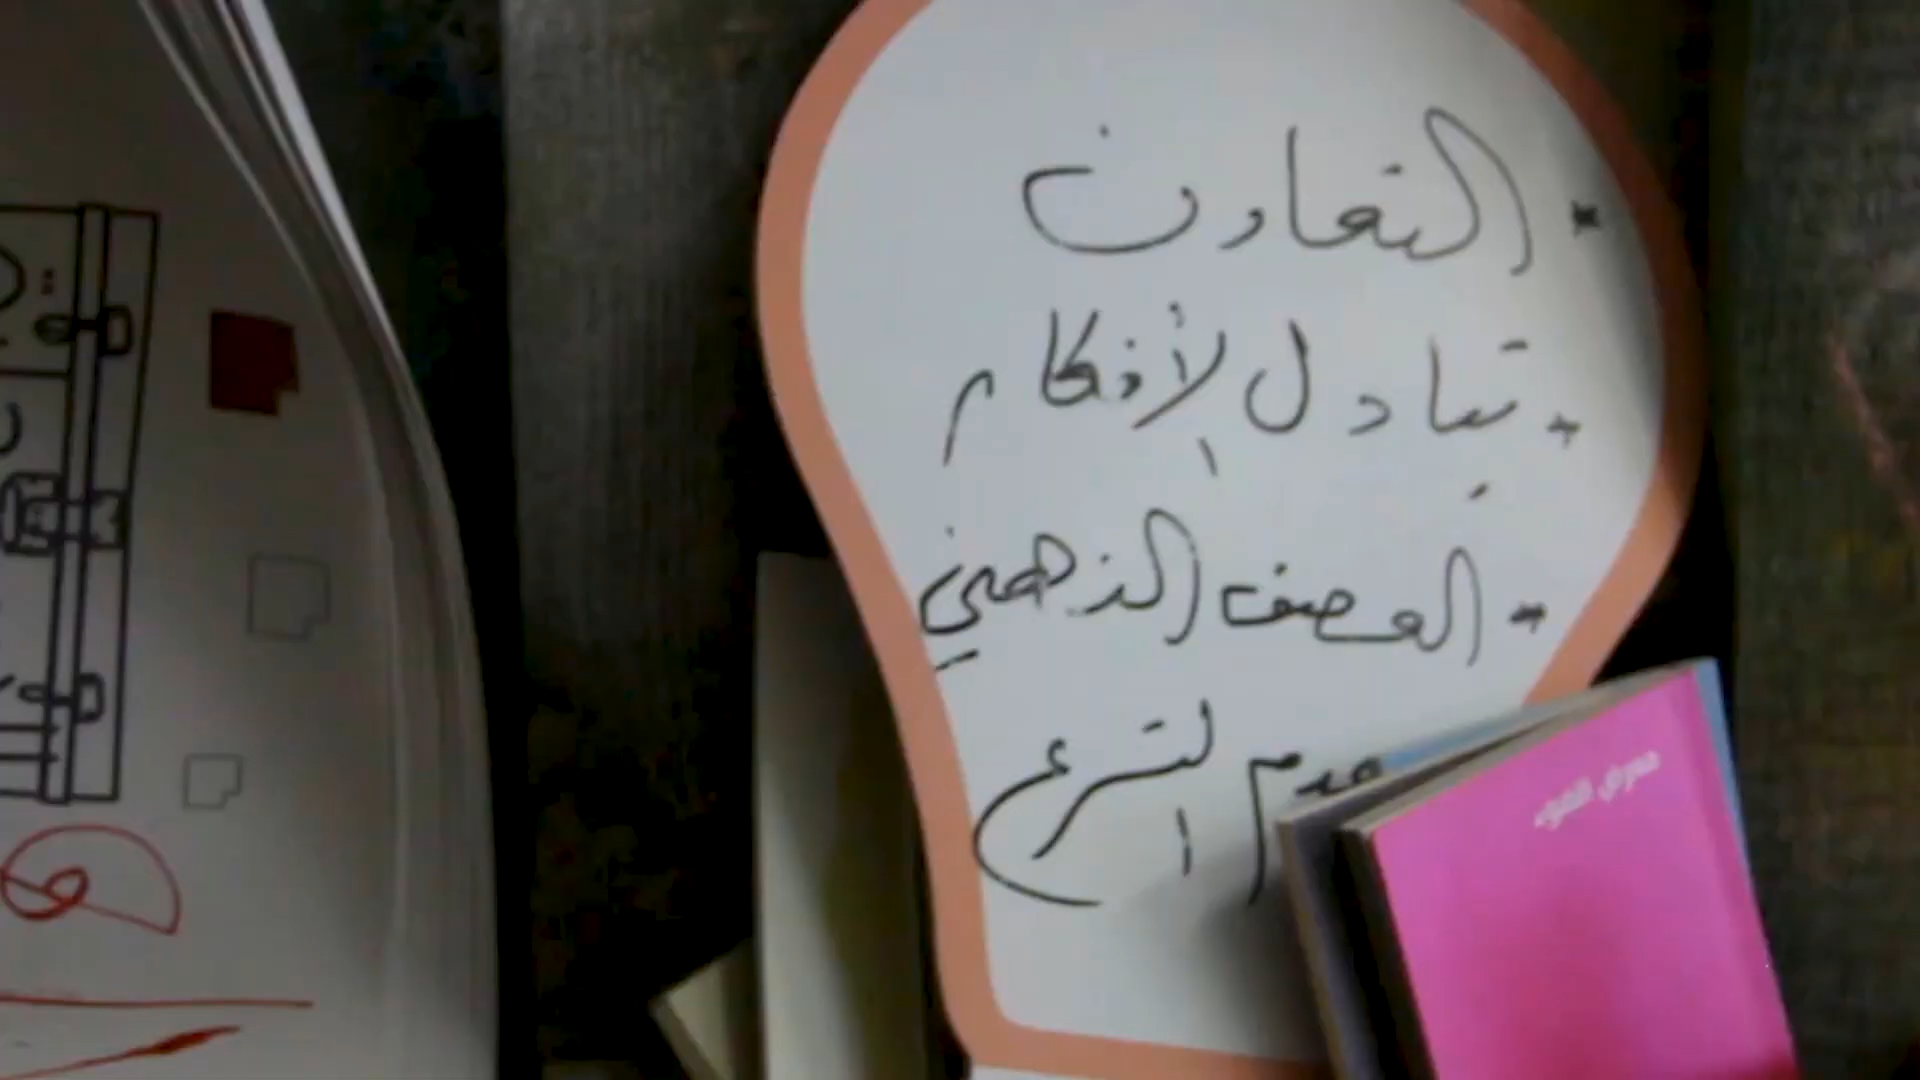 * التعاون
* تبادل الأفكار
* العصف الذهني
عدم التسرع